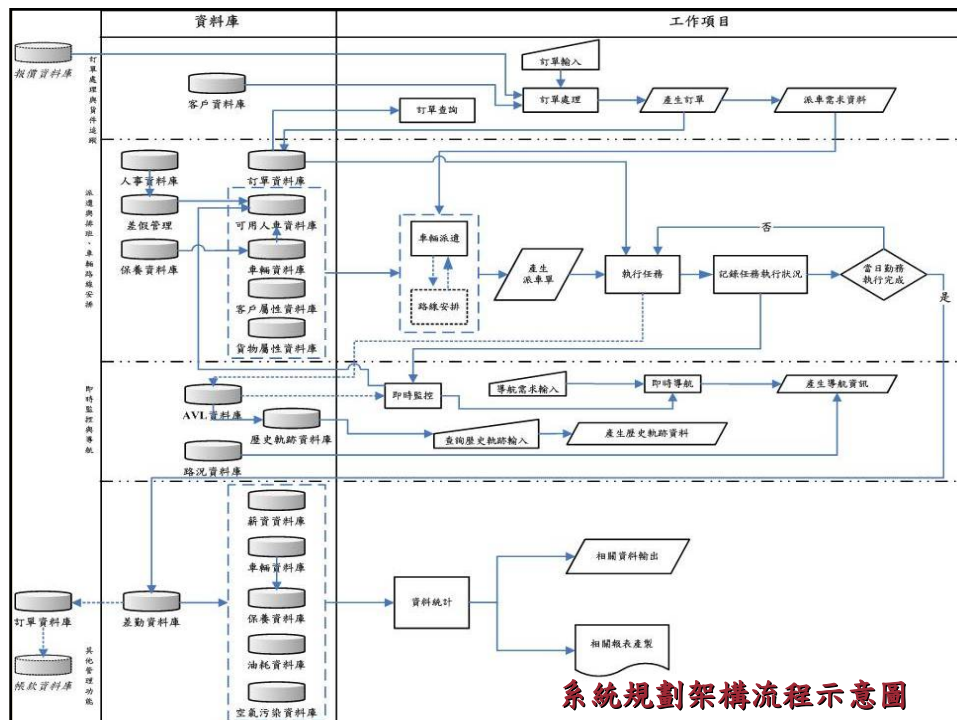 資料庫
工作項目
報價資料庫
訂單處理與貨件追蹤
客戶資料庫
訂單輸入
訂單查詢
訂單處理
產生訂單
派車需求資料
派遣與排班、車輛路線安排
人事資料庫
訂單資料庫
差假管理
可用人車資料庫
保養資料庫
車輛資料庫
客戶屬性資料庫
貨物屬性資料庫
車輛派遣
路線安排
產生
派車單
執行任務
記錄任務執行狀況
否
當日勤務
執行完成
是
即時監控與導航
AVL資料庫
歷史軌跡資料庫
路況資料庫
即時監控
導航需求輸入
即時導航
產生導航資訊
查詢歷史軌跡輸入
產生歷史軌跡資料
其他管理功能
訂單資料庫
帳款資料庫
差勤資料庫
薪資資料庫
車輛資料庫
保養資料庫
油耗資料庫
空氣污染資料庫
資料統計
相關資料輸出
相關報表產製
系統規劃架構流程示意圖